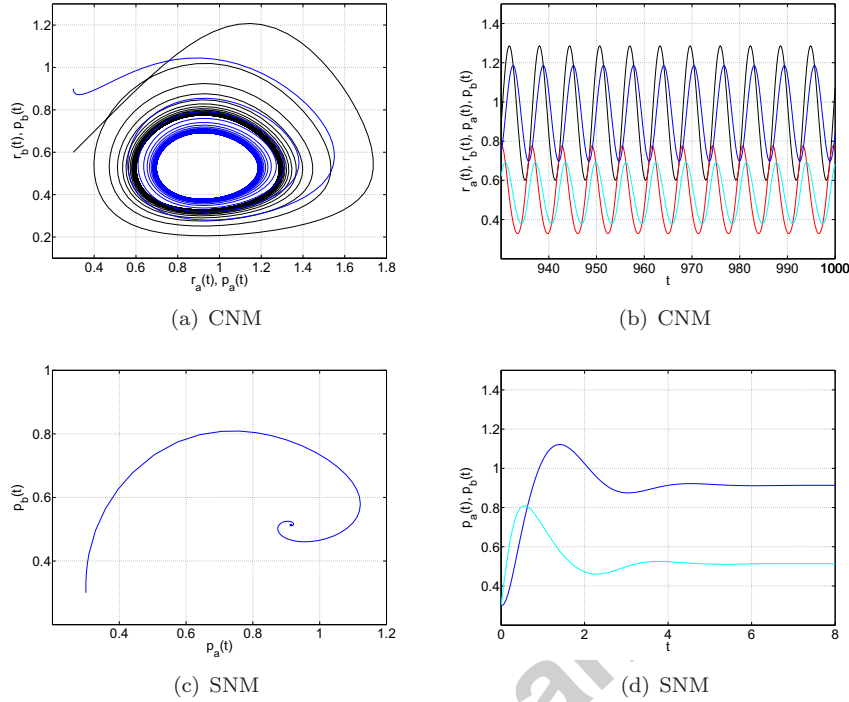 1.2
1
0.8
0.6
0.4
0.2
r_b(t), p_b(t)
0.4 0.6 0.8 1 1.2 1.4 1.6 1.8
r_a(t), p_a(t)
(a) CNM
1.4
1.2
1
0.8
0.6
0.4
r_a(t), r_b(t), p_a(t), p_b(t)
940 950 960 970 980 990 1000
t
(b) CNM
1
0.8
0.6
0.4
p_b(t)
0.4 0.6 0.8 1 1.2
p_a(t)
(c) SNM
1.4
1.2
1
0.8
0.6
0.4
p_a(t), p_b(t)
0 2 4 6 8
t
(d) SNM